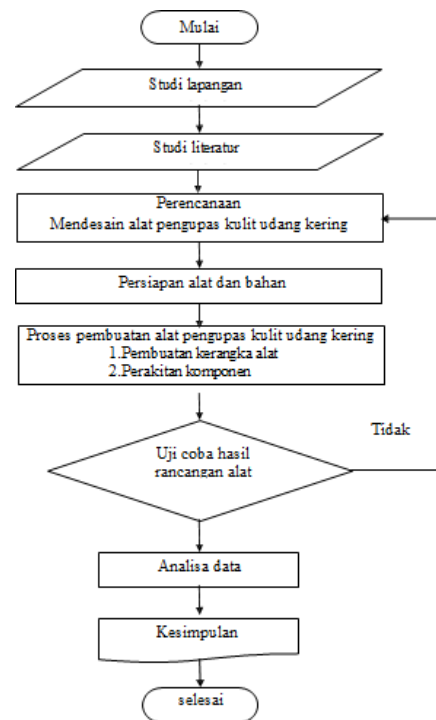 Mulai
Studi lapangan
Studi literatur
Perencanaan
Mendesain alat pengupas kulit udang kering
Persiapan alat dan bahan
Proses pembuatan alat pengupas kulit udang kering
1.Pembuatan kerangka alat
2.Perakitan komponen
Tidak
Uji coba hasil
rancangan alat
Analisa data
Kesimpulan
selesai